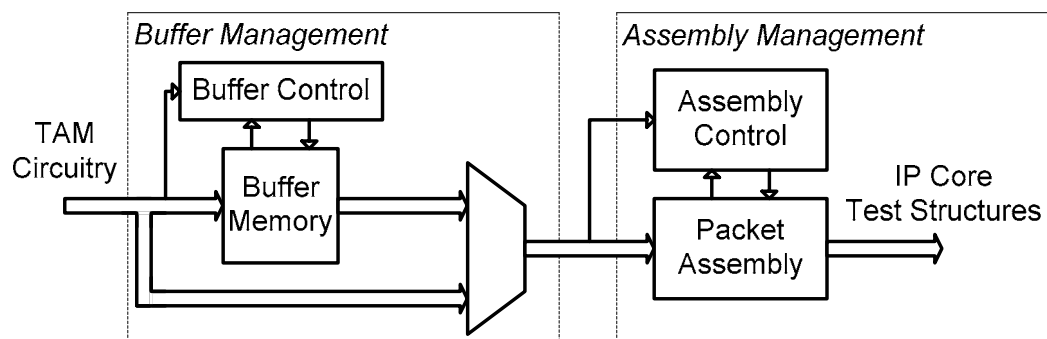 Buffer Management
Assembly Management
Buffer Control
Assembly
Control
TAM
Circuitry
Buffer
Memory
Packet
Assembly
IP Core
Test Structures